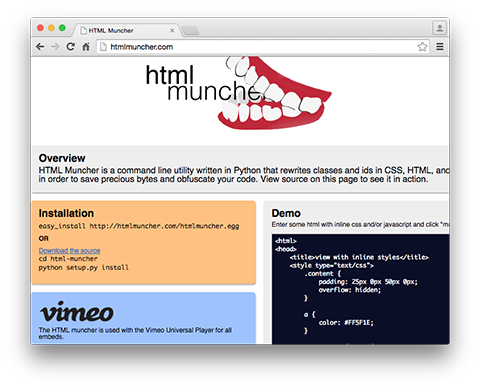 HTML Muncher
htmlmuncher.com
html
muncher
Overview
HTML Muncher is a command line utility written in Python that rewrites classes and ids in CSS, HTML, and
in order to save precious bytes and obfuscate your code. View source on this page to see it in action.
Installation
easy_install http://htmlmuncher.com/htmlmuncher.egg
OR
Download the source
cd html-muncher
python setup.py install
vimeo
The HTML muncher is used with the Vimeo Universal Player for all
embeds.
Demo
Enter some html with inline css and/or javascript and click "m
<html>
<head>
<title>view with inline styles</title>
<style type="text/css">
.content {
padding: 25px 0px 50px 0px;
overflow: hidden;
}
a {
color: #FF5F1E;
}